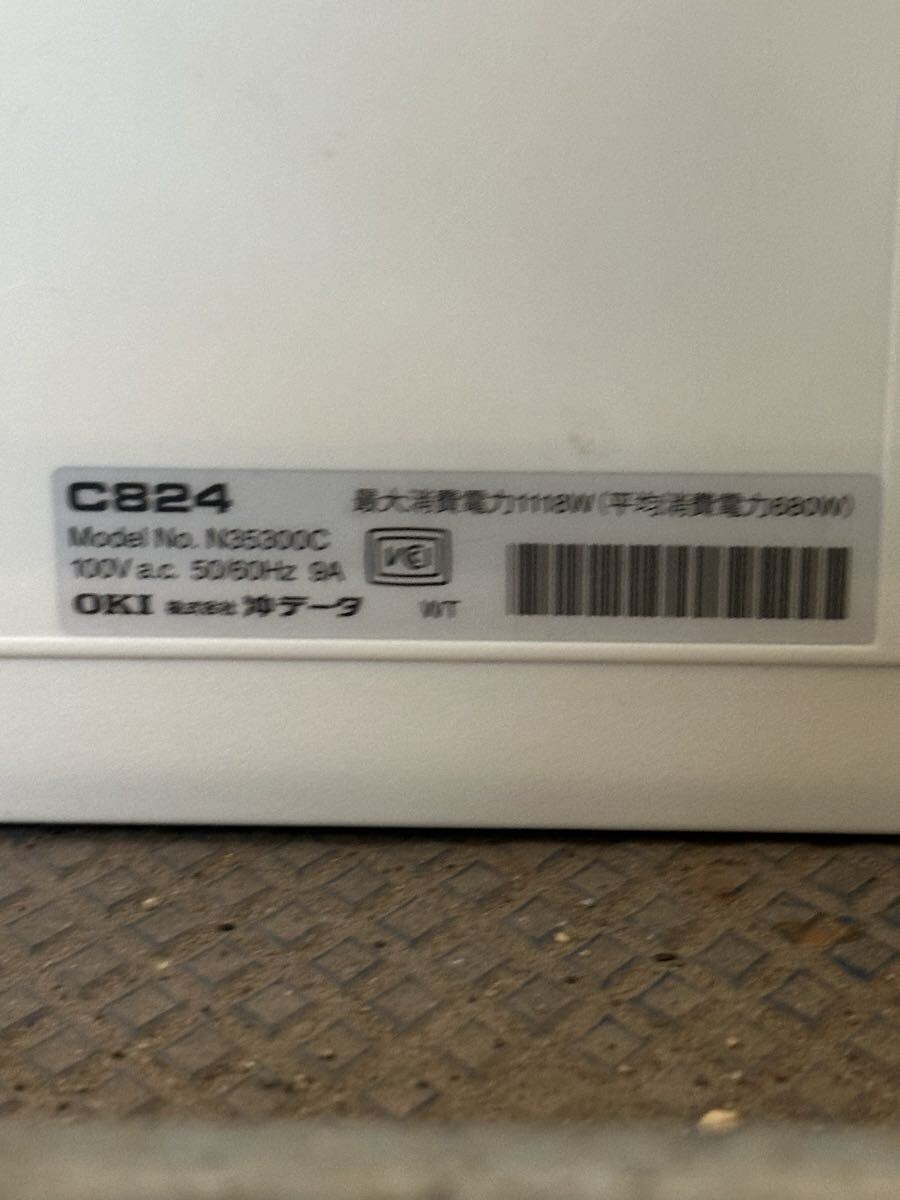 C824
最大消費電力1118W(平均消費電力680W)
Model No. N35300C
100V a.c. 50/60Hz 9A
OKI 株式会社 沖データ
WT